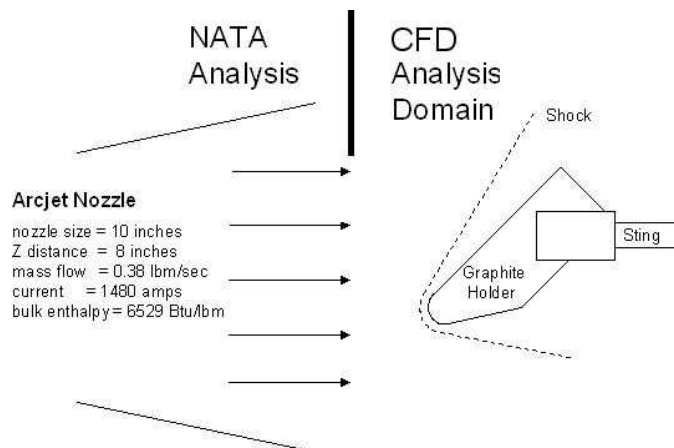 NATA
Analysis
CFD
Analysis
Domain
Shock
Arcjet Nozzle
nozzle size = 10 inches
Z distance = 8 inches
mass flow = 0.38 lbm/sec
current = 1480 amps
bulk enthalpy = 6529 Btu/lbm
Sting
Graphite
Holder